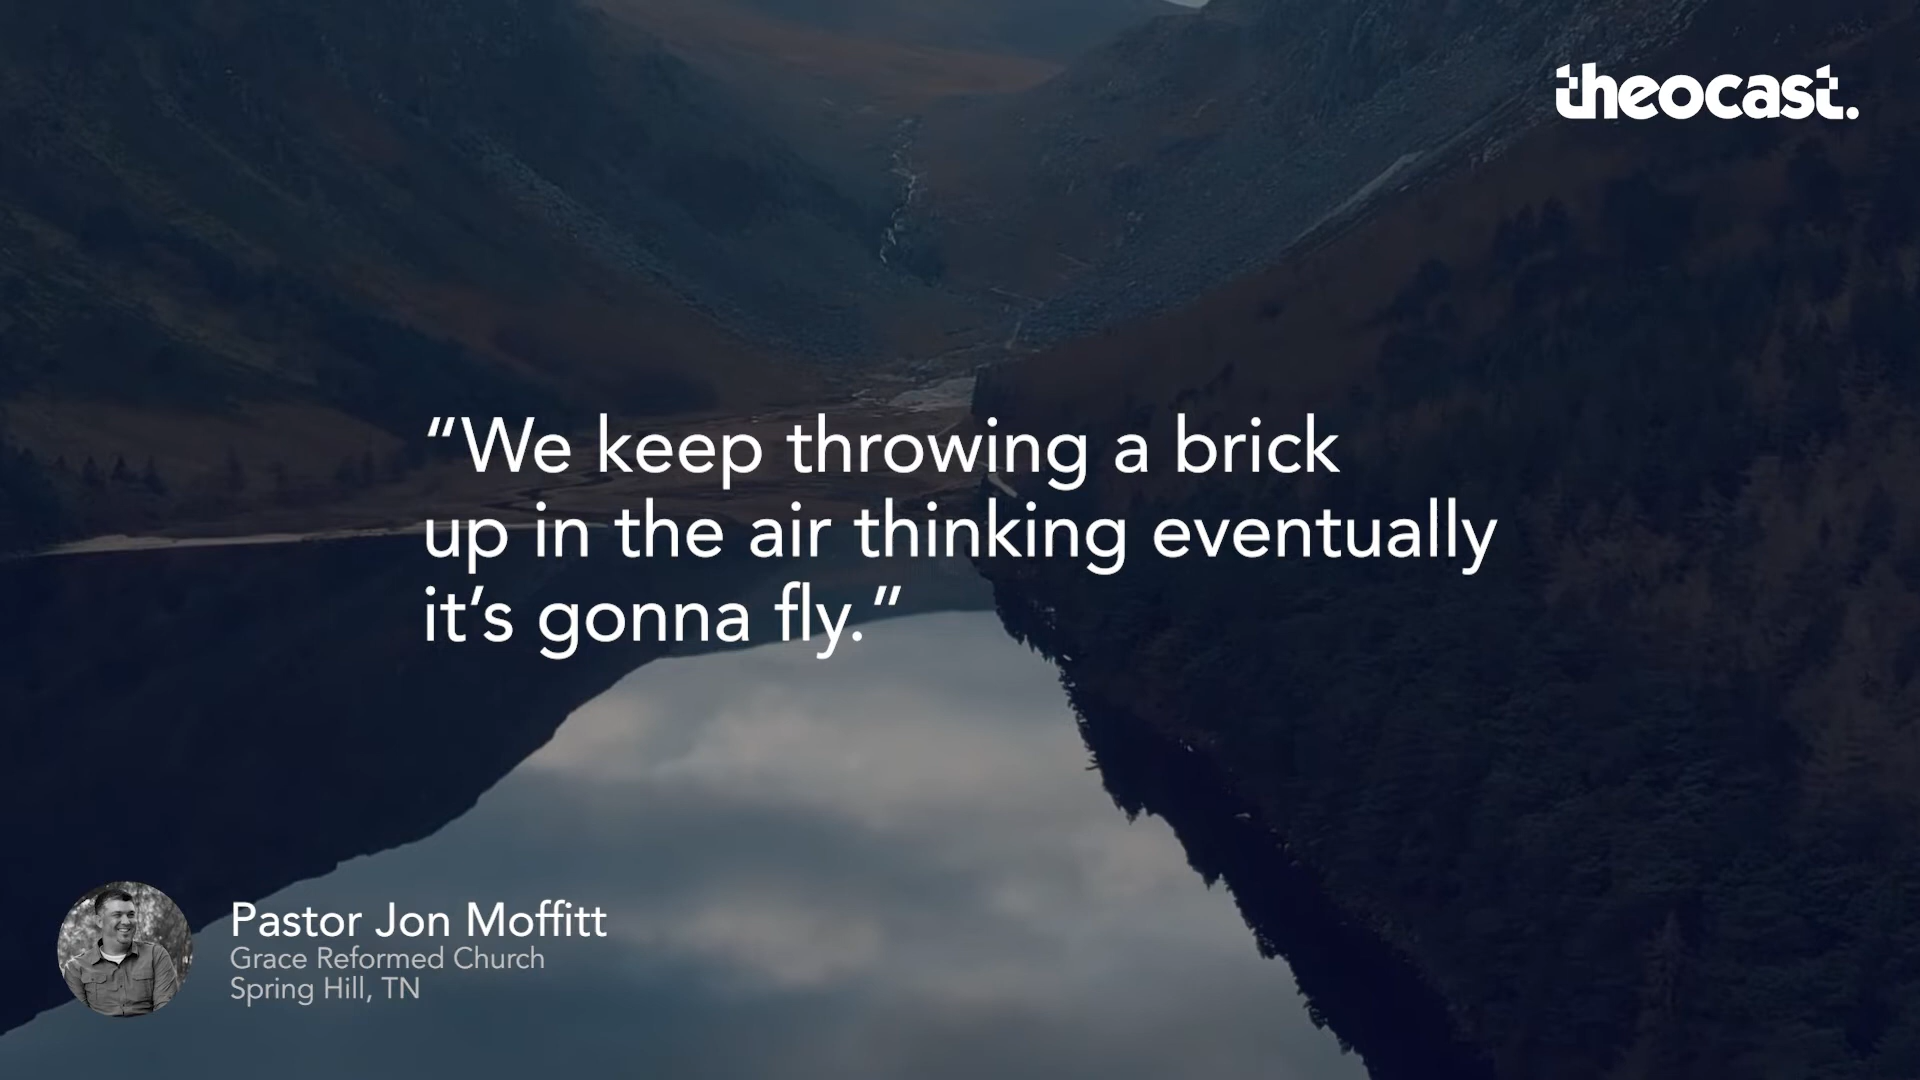 theocast.
“We keep throwing a brick
up in the air thinking eventually
it’s gonna fly.”
Pastor Jon Moffitt
Grace Reformed Church
Spring Hill, TN